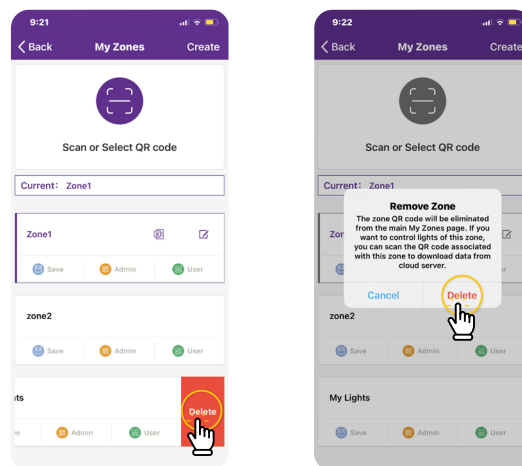 9:21
Back My Zones Create
Scan or Select QR code
Current: Zone1
Zone1
Save Admin User
zone2
Save Admin User
Delete
Admin User
9:22
Back My Zones Create
Scan or Select QR code
Current: Zone1
Remove Zone
The zone QR code will be eliminated
from the main My Zones page. If you
want to control lights of this zone,
you can scan the QR code associated
with this zone to download data from
cloud server.
Cancel Delete
zone2
Save Admin User
My Lights
Save Admin User